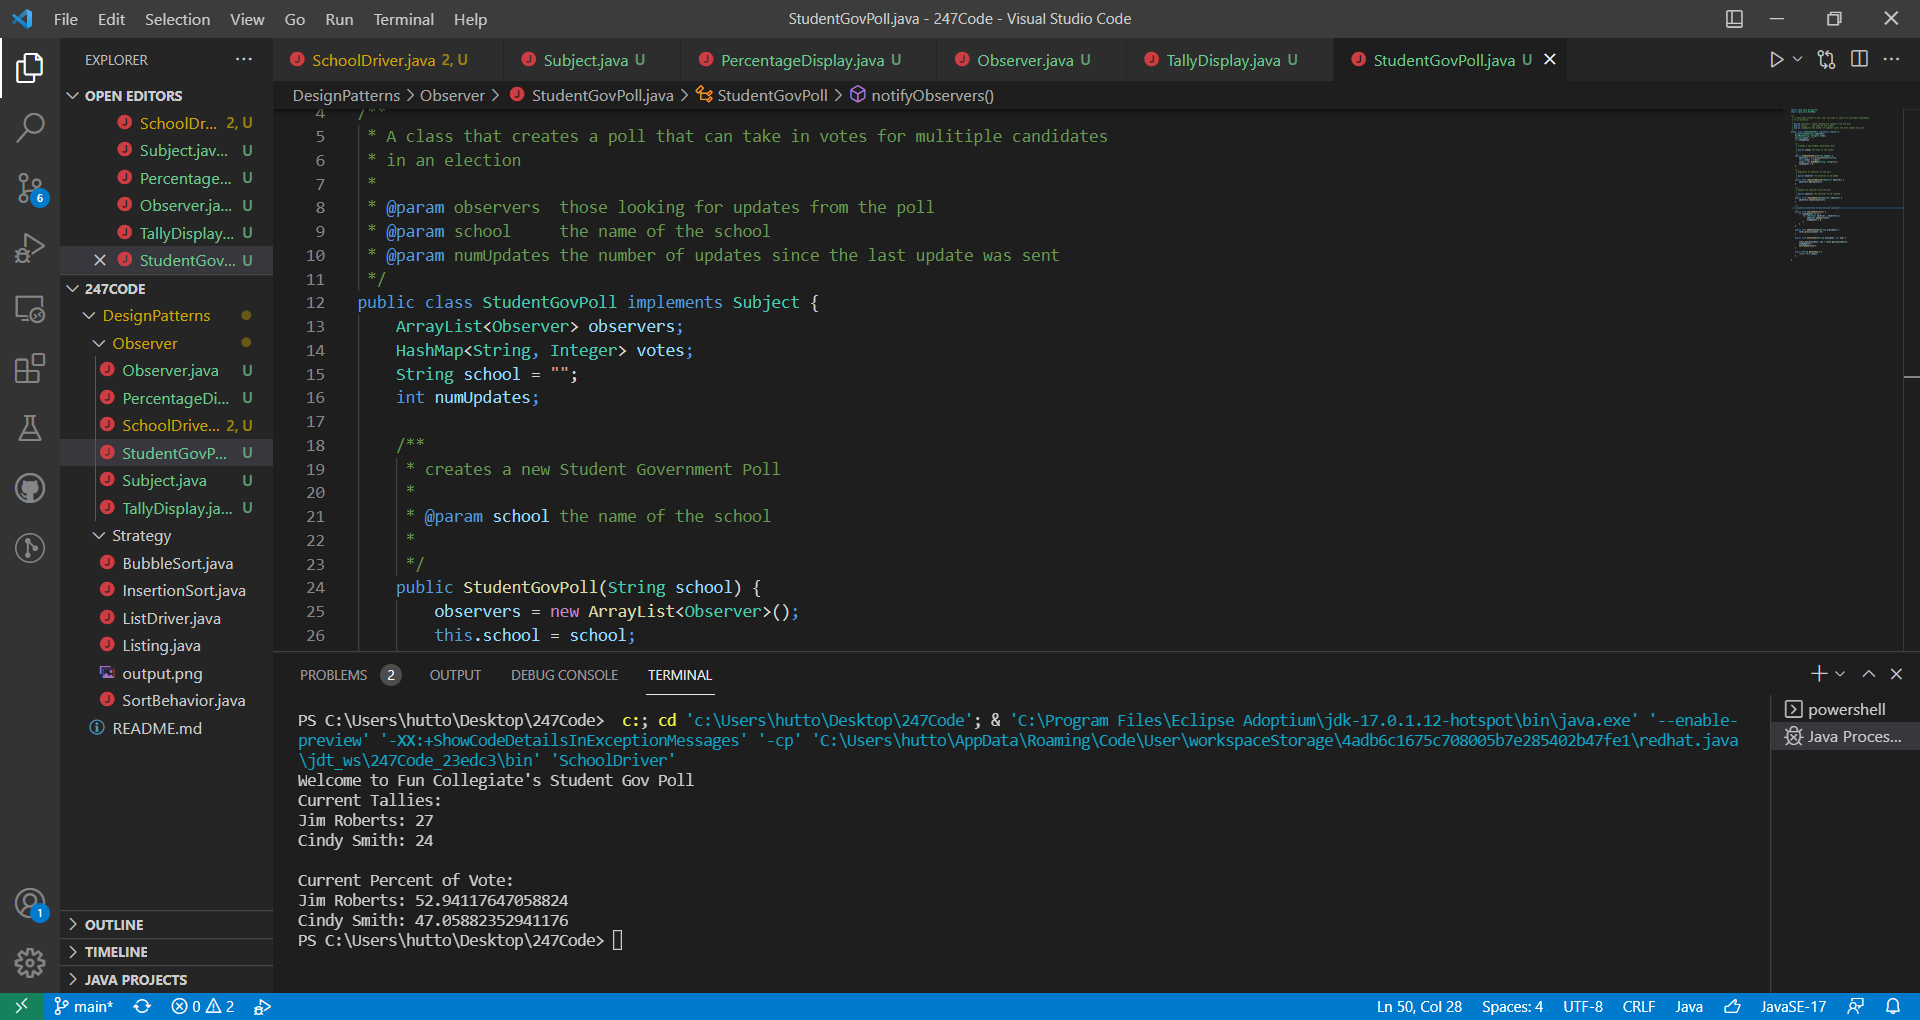 File Edit Selection View Go Run Terminal Help
StudentGovPoll.java - 247Code - Visual Studio Code
EXPLORER
OPEN EDITORS
SchoolDr... 2, U
Subject.jav... U
Percentage... U
Observer.ja... U
TallyDisplay... U
StudentGov... U
247CODE
DesignPatterns
Observer
Observer.java U
PercentageDi... U
SchoolDrive... 2, U
StudentGovP... U
Subject.java U
TallyDisplay.ja... U
Strategy
BubbleSort.java
InsertionSort.java
ListDriver.java
Listing.java
output.png
SortBehavior.java
README.md
OUTLINE
TIMELINE
JAVA PROJECTS
6
1
SchoolDriver.java 2, U
Subject.java U
PercentageDisplay.java U
Observer.java U
TallyDisplay.java U
StudentGovPoll.java U
DesignPatterns > Observer > StudentGovPoll.java > StudentGovPoll > notifyObservers()
4 /**
5 * A class that creates a poll that can take in votes for mulitiple candidates
6 * in an election
7 *
8 * @param observers those looking for updates from the poll
9 * @param school the name of the school
10 * @param numUpdates the number of updates since the last update was sent
11 */
12 public class StudentGovPoll implements Subject {
13 ArrayList<Observer> observers;
14 HashMap<String, Integer> votes;
15 String school = "";
16 int numUpdates;
17
18 /**
19 * creates a new Student Government Poll
20 *
21 * @param school the name of the school
22 *
23 */
24 public StudentGovPoll(String school) {
25 observers = new ArrayList<Observer>();
26 this.school = school;
PROBLEMS 2 OUTPUT DEBUG CONSOLE TERMINAL
PS C:\Users\hutto\Desktop\247Code> c:; cd 'c:\Users\hutto\Desktop\247Code'; & 'C:\Program Files\Eclipse Adoptium\jdk-17.0.1.12-hotspot\bin\java.exe' '--enable-
preview' '-XX:+ShowCodeDetailsInExceptionMessages' '-cp' 'C:\Users\hutto\AppData\Roaming\Code\User\workspaceStorage\4adb6c1675c708005b7e285402b47fe1\redhat.java
\jdt_ws\247Code_23edc3\bin' 'SchoolDriver'
Welcome to Fun Collegiate's Student Gov Poll
Current Tallies:
Jim Roberts: 27
Cindy Smith: 24
Current Percent of Vote:
Jim Roberts: 52.94117647058824
Cindy Smith: 47.05882352941176
PS C:\Users\hutto\Desktop\247Code>
powershell
Java Proces...
main* 0 2
Ln 50, Col 28 Spaces: 4 UTF-8 CRLF Java JavaSE-17